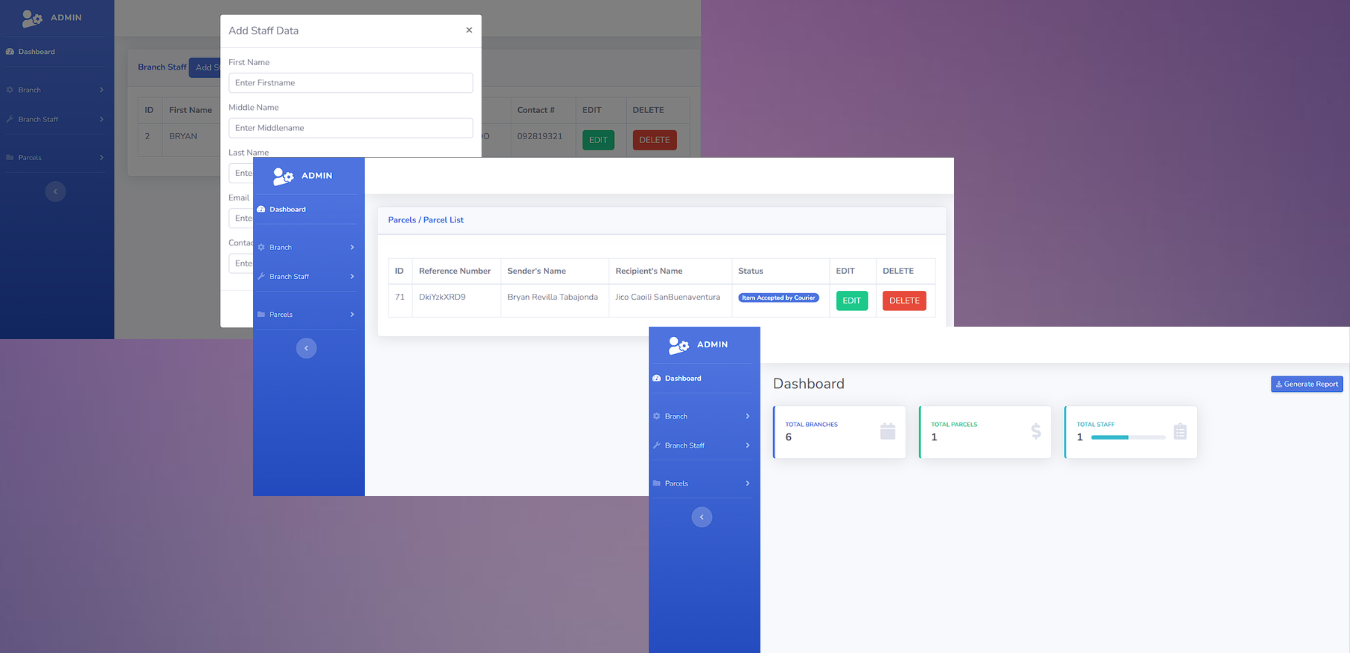 ADMIN
Dashboard
Branch
Branch Staff
Parcels
Branch Staff Add
ID First Name Contact # EDIT DELETE
2 BRYAN 092819321 EDIT DELETE
Add Staff Data ×
First Name
Enter Firstname
Middle Name
Enter Middlename
Last Name
Email
ADMIN
Dashboard
Branch
Branch Staff
Parcels
Parcels / Parcel List
ID Reference Number Sender's Name Recipient's Name Status EDIT DELETE
71 DkiYzkXRD9 Bryan Revilla Tabajonda Jico Caoili SanBuenaventura Item Accepted by Courier EDIT DELETE
ADMIN
Dashboard
Branch
Branch Staff
Parcels
Dashboard
Generate Report
TOTAL BRANCHES
6
TOTAL PARCELS
1
TOTAL STAFF
1